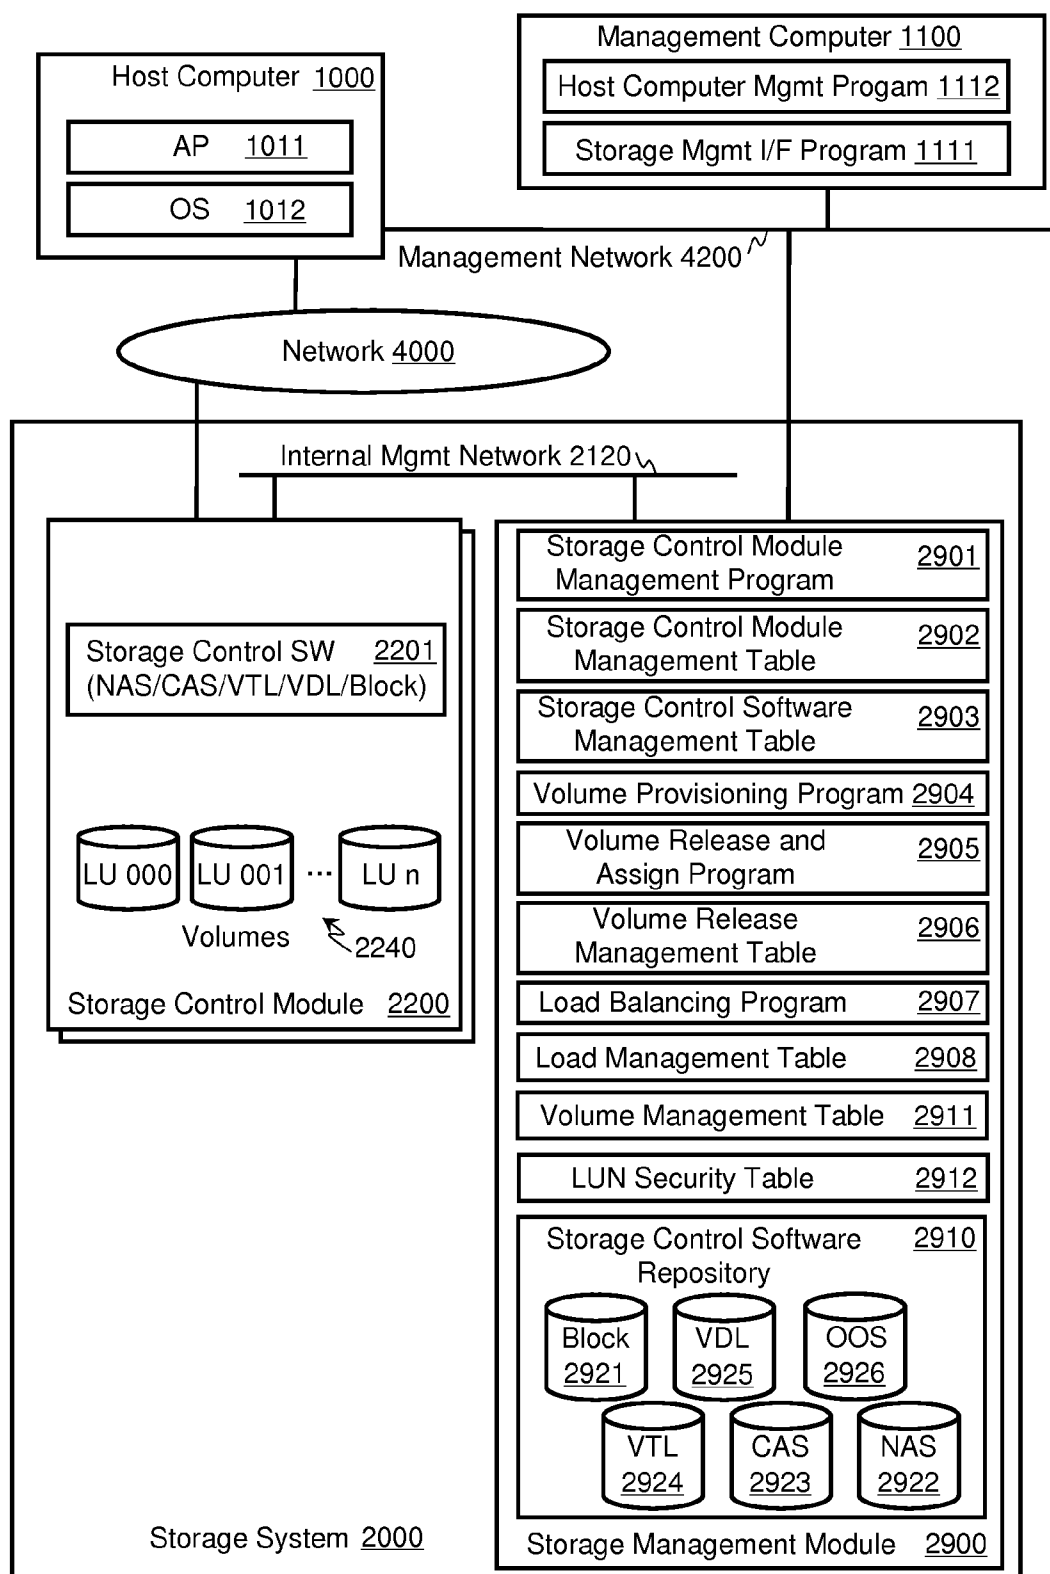 Management Computer 1100
Host Computer Mgmt Progam 1112
Storage Mgmt I/F Program 1111
Host Computer 1000
AP 1011
OS 1012
Management Network 4200
Network 4000
Internal Mgmt Network 2120
Storage Control SW 2201
(NAS/CAS/VTL/VDL/Block)
LU 000 LU 001 ... LU n
Volumes 2240
Storage Control Module 2200
Storage Control Module 2901
Management Program
Storage Control Module 2902
Management Table
Storage Control Software 2903
Management Table
Volume Provisioning Program 2904
Volume Release and 2905
Assign Program
Volume Release 2906
Management Table
Load Balancing Program 2907
Load Management Table 2908
Volume Management Table 2911
LUN Security Table 2912
Storage Control Software 2910
Repository
Block VDL OOS
2921 2925 2926
VTL CAS NAS
2924 2923 2922
Storage Management Module 2900
Storage System 2000